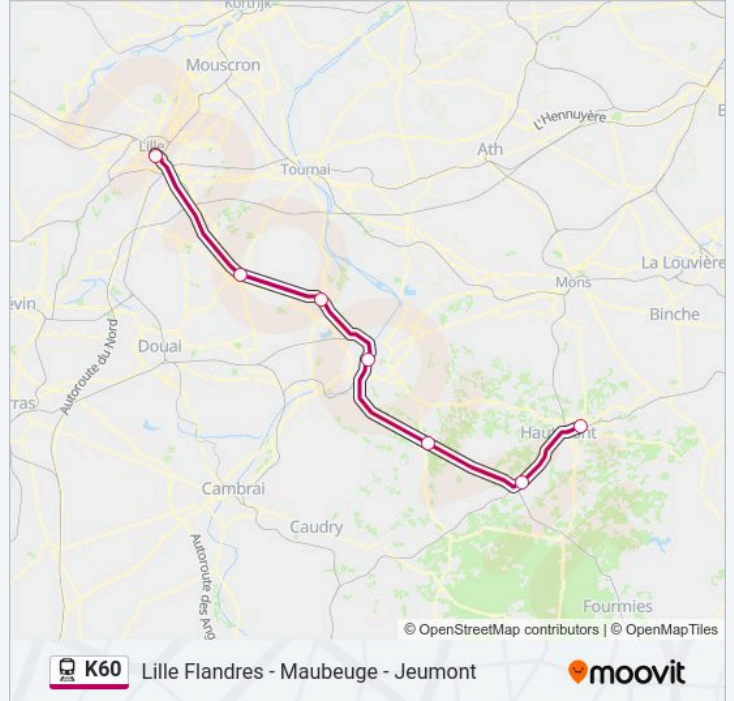 Kortrijk
Mouscron
L'Hennuyère
Lille
Ath
Tournai
La Louvière
Mons
évin
Binche
Autoroute du Nord
Douai
rras
Hautmont
Cambrai
Caudry
Autoroute des Ang
Fourmies
© OpenStreetMap contributors | © OpenMapTiles
K60 Lille Flandres - Maubeuge - Jeumont moovit